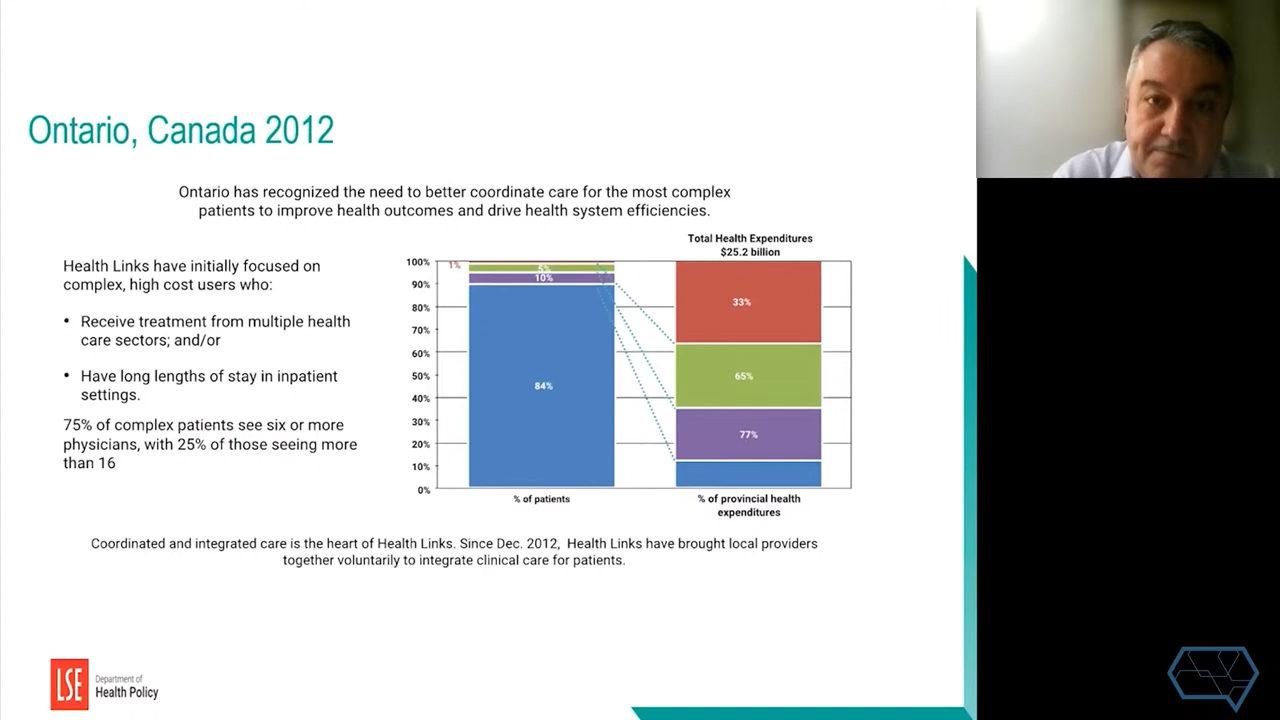 Ontario, Canada 2012
Ontario has recognized the need to better coordinate care for the most complex
patients to improve health outcomes and drive health system efficiencies.
Health Links have initially focused on
complex, high cost users who:
• Receive treatment from multiple health
care sectors; and/or
• Have long lengths of stay in inpatient
settings.
75% of complex patients see six or more
physicians, with 25% of those seeing more
than 16
Total Health Expenditures
$25.2 billion
100%
90%
80%
70%
60%
50%
40%
30%
20%
10%
0%
1%
5%
10%
84%
33%
65%
77%
% of patients
% of provincial health
expenditures
Coordinated and integrated care is the heart of Health Links. Since Dec. 2012, Health Links have brought local providers
together voluntarily to integrate clinical care for patients.
LSE
Department of
Health Policy